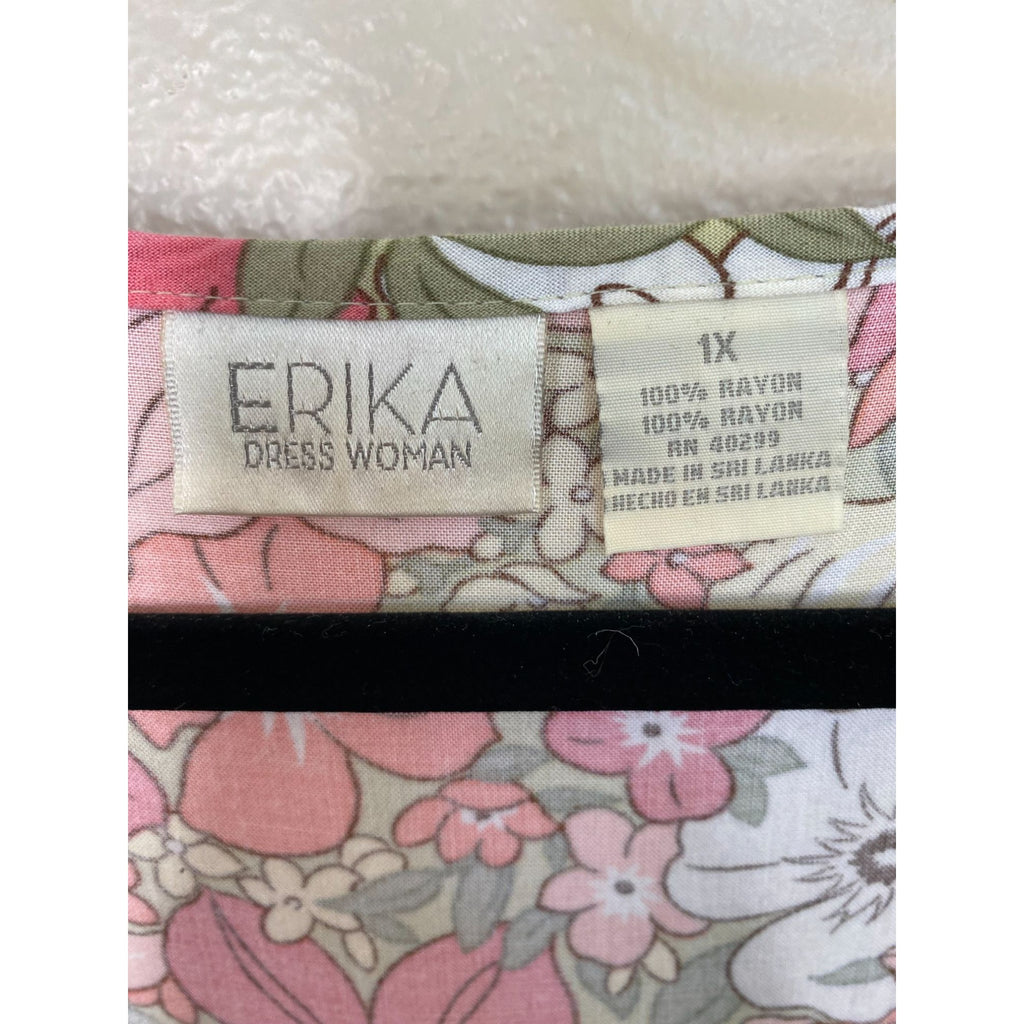 ERIKA
DRESS WOMAN
1X
100% RAYON
100% RAYON
RN 40299
MADE IN SRI LANKA
HECHO EN SRI LANKA